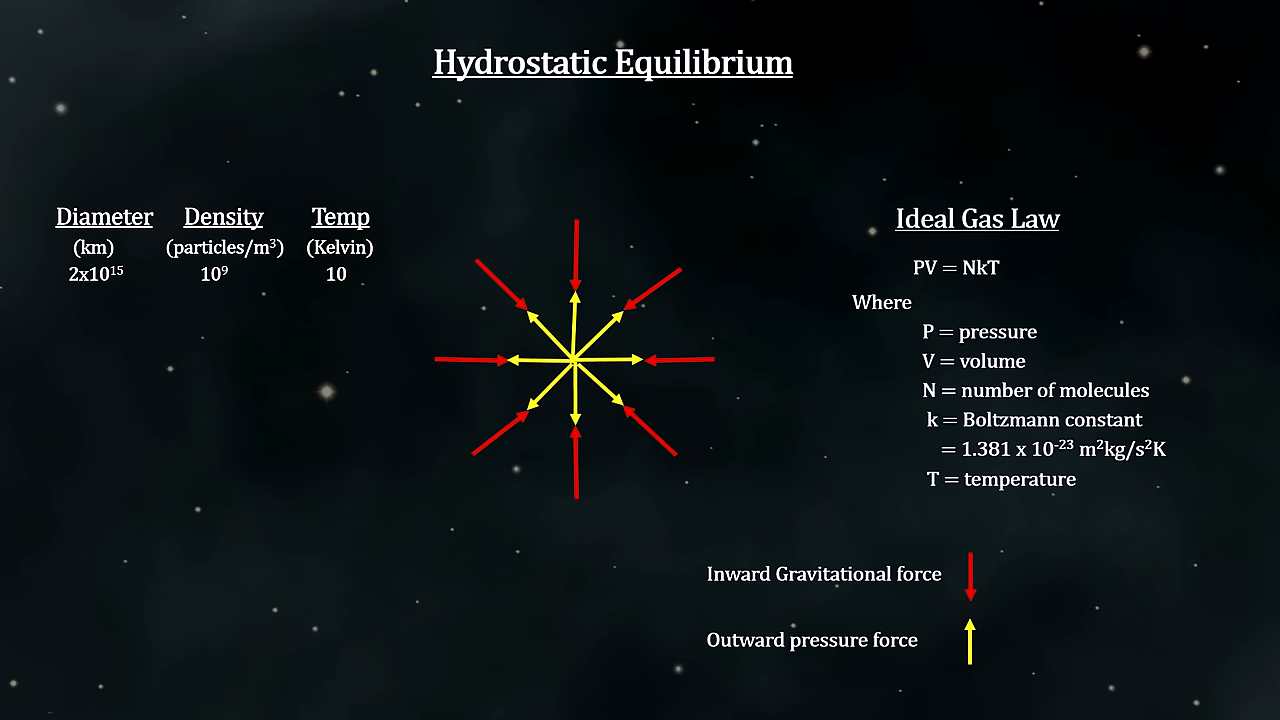 Hydrostatic Equilibrium
Diameter Density Temp
(km) (particles/m³) (Kelvin)
2x10¹⁵ 10⁹ 10
Ideal Gas Law
PV = NkT
Where
P = pressure
V = volume
N = number of molecules
k = Boltzmann constant
= 1.381 x 10⁻²³ m²kg/s²K
T = temperature
Inward Gravitational force
Outward pressure force